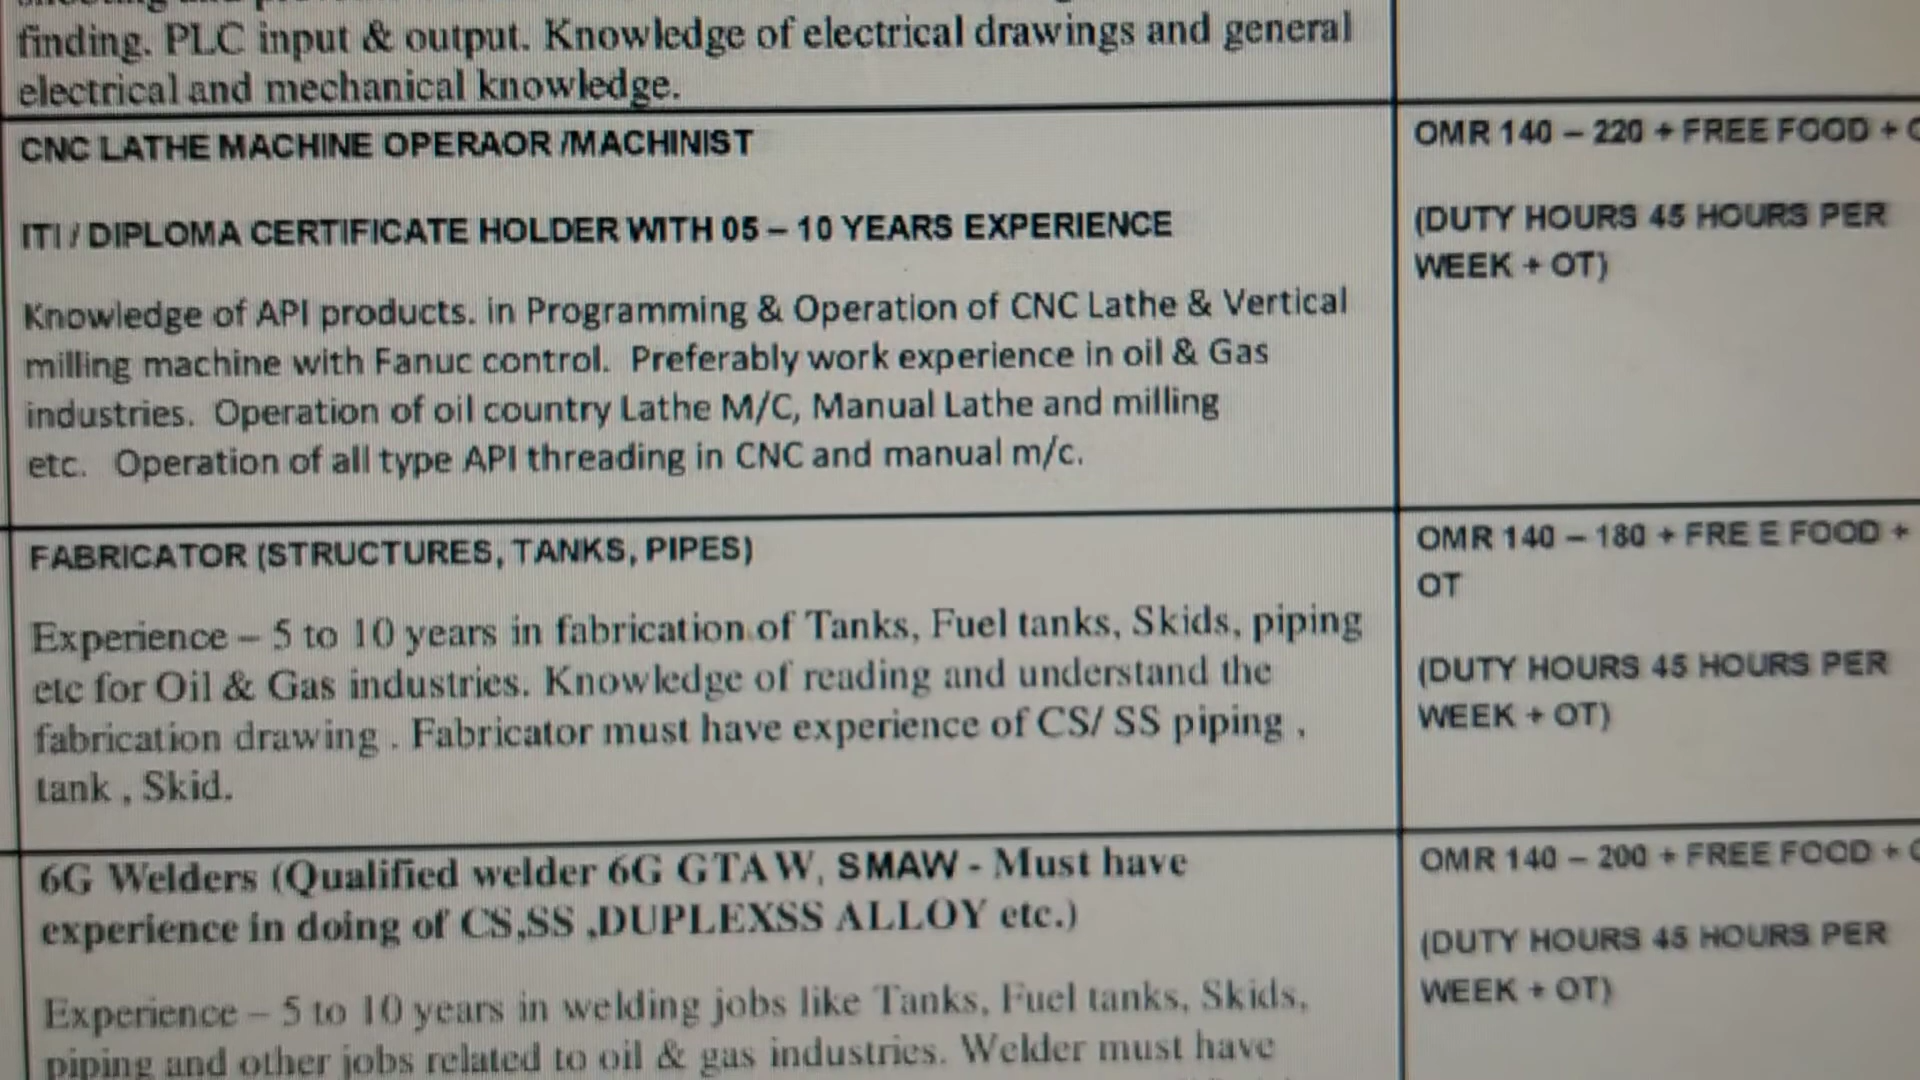 finding. PLC input & output. Knowledge of electrical drawings and general
electrical and mechanical knowledge.
CNC LATHE MACHINE OPERAOR /MACHINIST
ITI / DIPLOMA CERTIFICATE HOLDER WITH 05 – 10 YEARS EXPERIENCE
Knowledge of API products. in Programming & Operation of CNC Lathe & Vertical
milling machine with Fanuc control. Preferably work experience in oil & Gas
industries. Operation of oil country Lathe M/C, Manual Lathe and milling
etc. Operation of all type API threading in CNC and manual m/c.
OMR 140 – 220 + FREE FOOD +
(DUTY HOURS 45 HOURS PER
WEEK + OT)
FABRICATOR (STRUCTURES, TANKS, PIPES)
Experience – 5 to 10 years in fabrication of Tanks, Fuel tanks, Skids, piping
etc for Oil & Gas industries. Knowledge of reading and understand the
fabrication drawing . Fabricator must have experience of CS/ SS piping ,
tank , Skid.
OMR 140 – 180 + FRE E FOOD +
OT
(DUTY HOURS 45 HOURS PER
WEEK + OT)
6G Welders (Qualified welder 6G GTAW, SMAW - Must have
experience in doing of CS,SS ,DUPLEXSS ALLOY etc.)
Experience – 5 to 10 years in welding jobs like Tanks, Fuel tanks, Skids,
piping and other jobs related to oil & gas industries. Welder must have
OMR 140 – 200 + FREE FOOD +
(DUTY HOURS 45 HOURS PER
WEEK + OT)